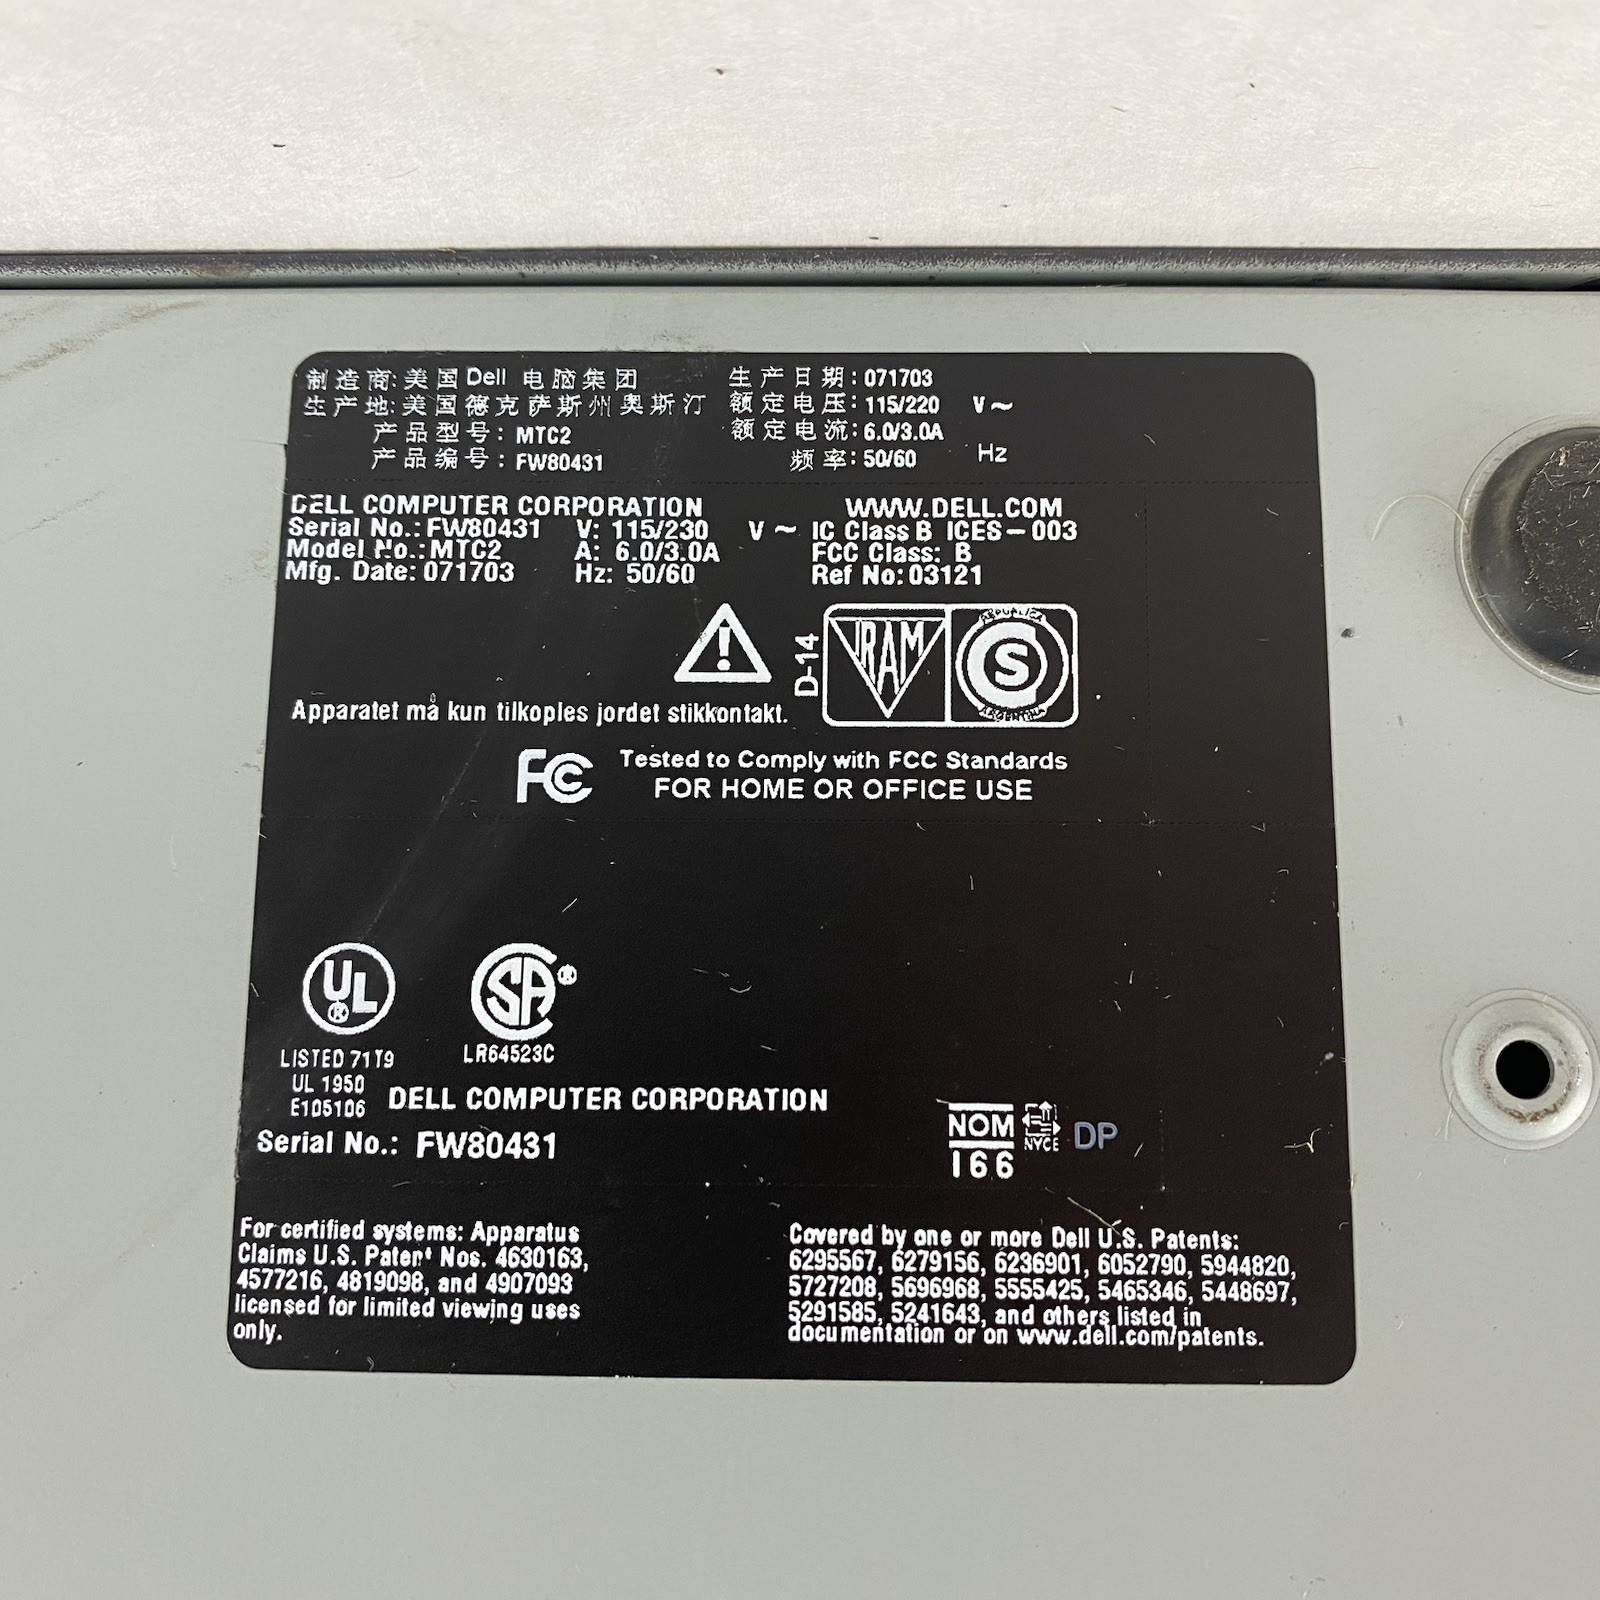 制造商:美国Dell 电脑集团 生产日期:071703
生产地:美国德克萨斯州奥斯汀 额定电压:115/220 V~
产品型号:MTC2 额定电流:6.0/3.0A
产品编号:FW80431 频率:50/60 Hz
DELL COMPUTER CORPORATION WWW.DELL.COM
Serial No.: FW80431 V: 115/230 V ~ IC Class B ICES-003
Model No.: MTC2 A: 6.0/3.0A FCC Class: B
Mfg. Date: 071703 Hz: 50/60 Ref No: 03121
D-14 IRAM REPUBLICA S ARGENTINA
Apparatet må kun tilkoples jordet stikkontakt.
FC Tested to Comply with FCC Standards
FOR HOME OR OFFICE USE
UL ® SA ®
LISTED 71T9 LR64523C
UL 1950
E105106 DELL COMPUTER CORPORATION
Serial No.: FW80431
NOM NYCE DP
166
For certified systems: Apparatus
Claims U.S. Patent Nos. 4630163,
4577216, 4819098, and 4907093
licensed for limited viewing uses
only.
Covered by one or more Dell U.S. Patents:
6295567, 6279156, 6236901, 6052790, 5944820,
5727208, 5696968, 5555425, 5465346, 5448697,
5291585, 5241643, and others listed in
documentation or on www.dell.com/patents.